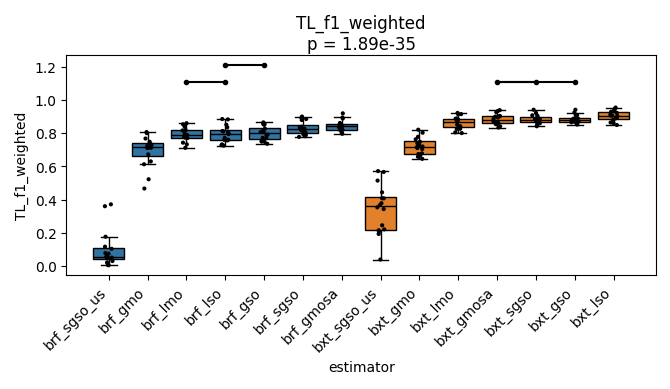 TL_f1_weighted
p = 1.89e-35
TL_f1_weighted
1.2
1.0
0.8
0.6
0.4
0.2
0.0
brf_sgso_us
brf_gmo
brf_lmo
brf_lso
brf_gso
brf_sgso
brf_gmosa
bxt_sgso_us
bxt_gmo
bxt_lmo
bxt_gmosa
bxt_sgso
bxt_gso
bxt_lso
estimator